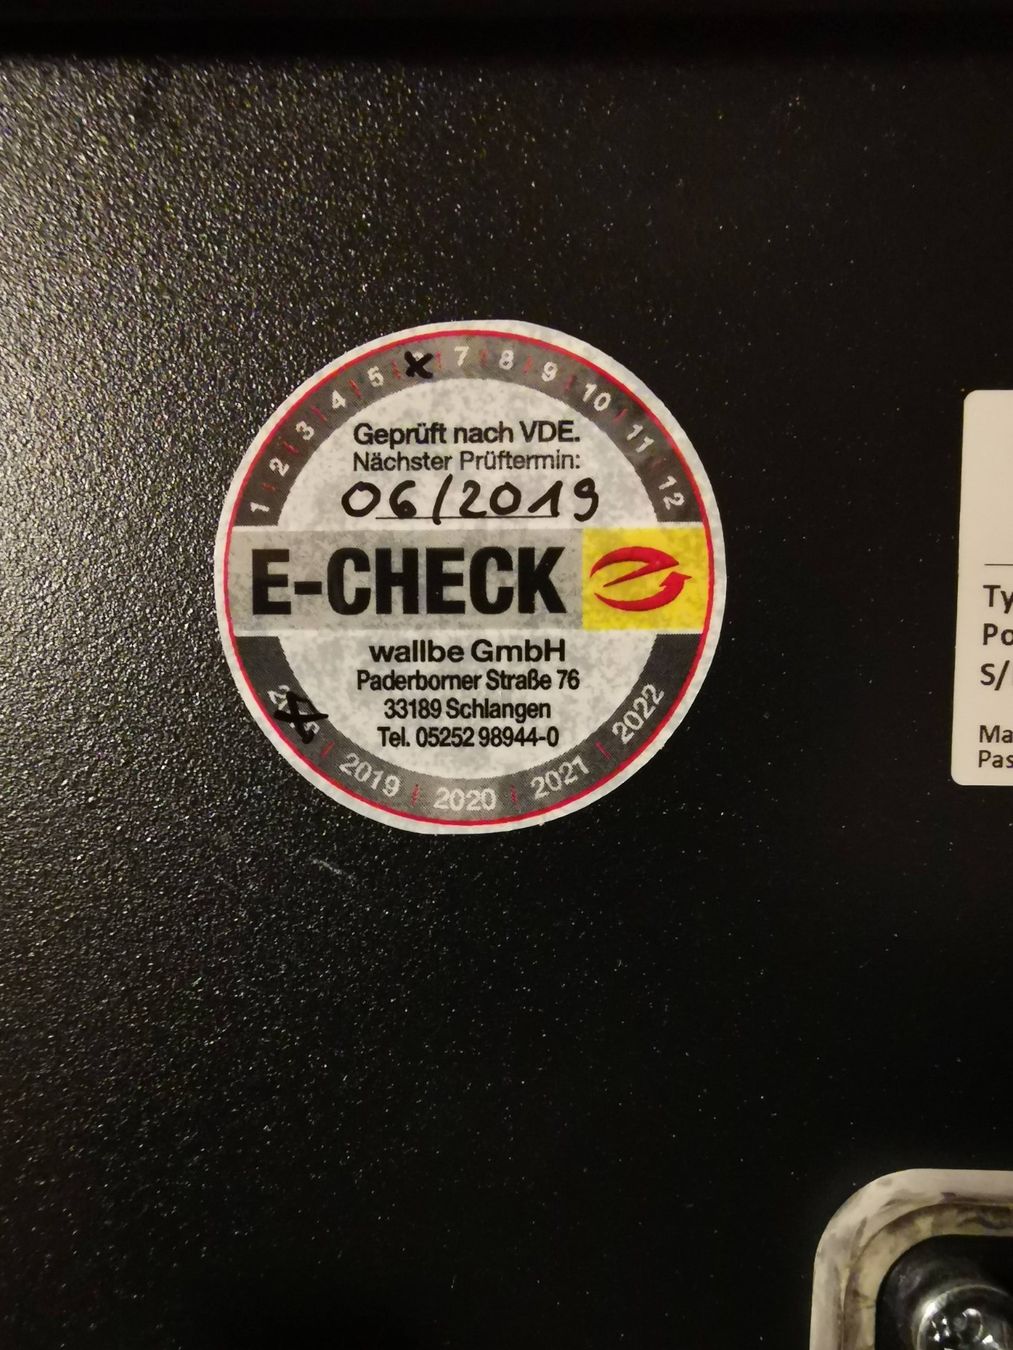 1 2 3 4 5 7 8 9 10 11 12
Geprüft nach VDE.
Nächster Prüftermin:
06/2019
E-CHECK
wallbe GmbH
Paderborner Straße 76
33189 Schlangen
Tel. 05252 98944-0
2019 2020 2021 2022
S/